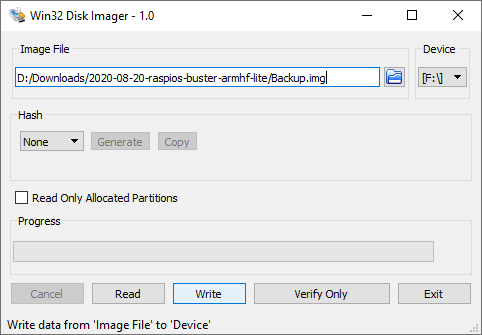 Win32 Disk Imager - 1.0
Image File
Device
D:/Downloads/2020-08-20-raspios-buster-armhf-lite/Backup.img
[F:\]
Hash
None
Generate
Copy
Read Only Allocated Partitions
Progress
Cancel
Read
Write
Verify Only
Exit
Write data from 'Image File' to 'Device'